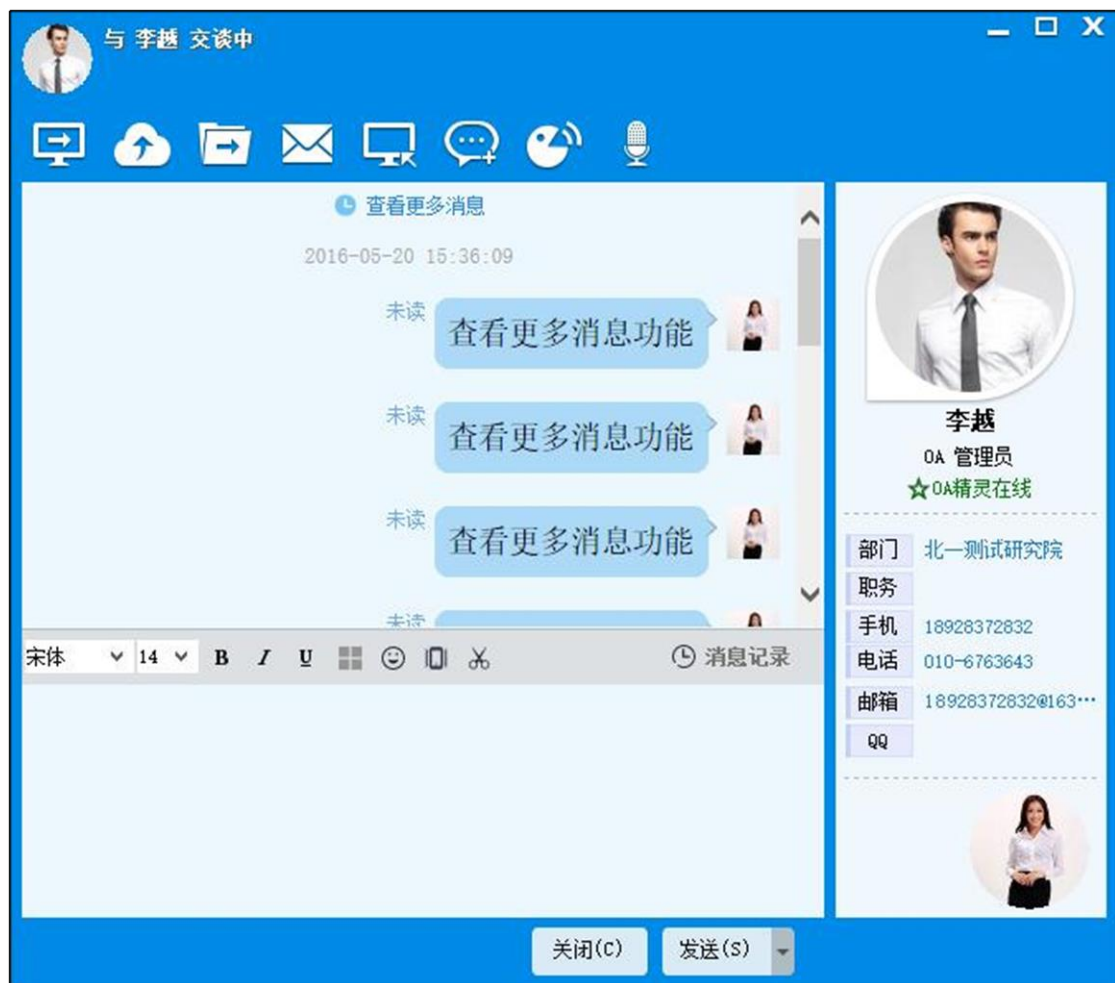 与 李越 交谈中
查看更多消息
2016-05-20 15:36:09
未读
查看更多消息功能
未读
查看更多消息功能
未读
查看更多消息功能
未读
宋体 14 B I U 消息记录
关闭(C) 发送(S)
李越
OA 管理员
OA精灵在线
部门 北一测试研究院
职务
手机 18928372832
电话 010-6763643
邮箱 18928372832@163…
QQ